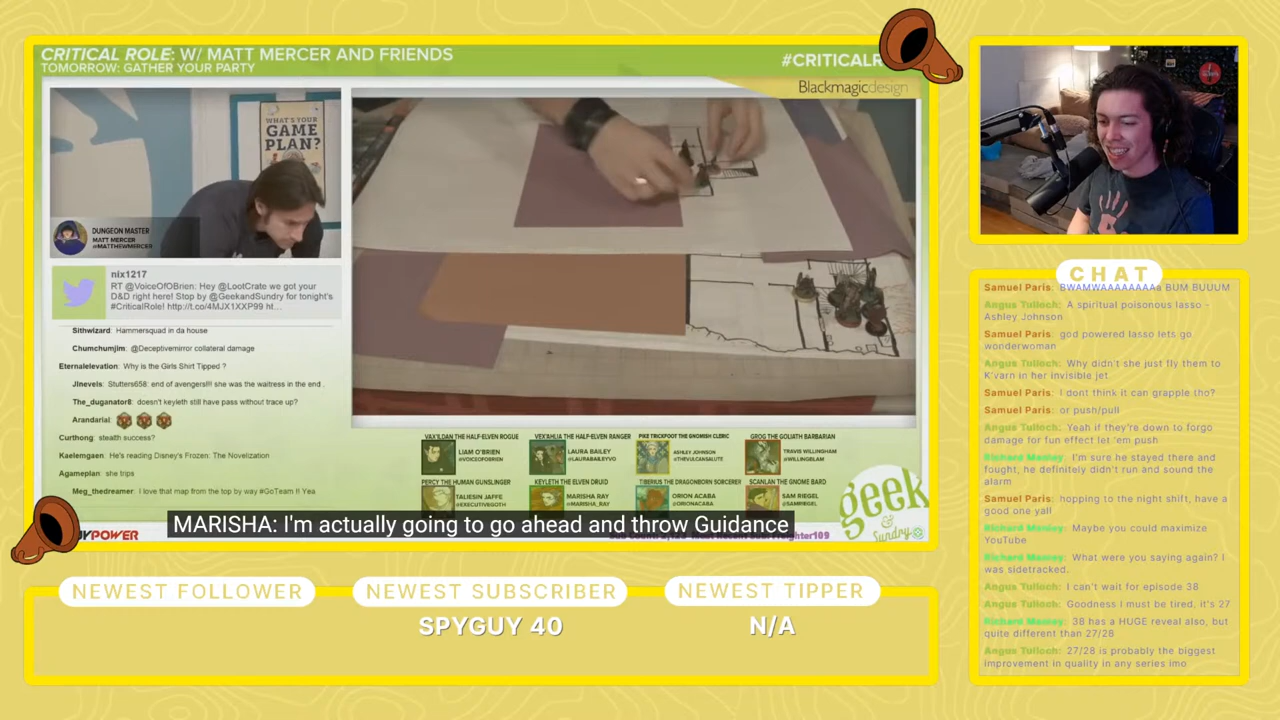 CRITICAL ROLE: W/ MATT MERCER AND FRIENDS
TOMORROW: GATHER YOUR PARTY
#CRITICALR
Blackmagicdesign
WHAT'S YOUR
GAME
PLAN?
DUNGEON MASTER
MATT MERCER
@MATTHEWMERCER
nix1217
RT @VoiceOfOBrien: Hey @LootCrate we got your
D&D right here! Stop by @GeekandSundry for tonight's
#CriticalRole! http://t.co/4MJX1XXP99 ht...
Sithwizard: Hammersquad in da house
Chumchumjim: @Deceptivemirror collateral damage
Eternalelevation: Why is the Girls Shirt Tipped ?
Jinevels: Stutters658: end of avengers!!! she was the waitress in the end .
The_duganator8: doesn't keyleth still have pass without trace up?
Arandarial:
Curthong: stealth success?
Kaelemgaen: He's reading Disney's Frozen: The Novelization
Agameplan: she trips
Meg_thedreamer: I love that map from the top by way #GoTeam !! Yea
VAX'ILDAN THE HALF-ELVEN ROGUE
LIAM O'BRIEN
@VOICEOFOBRIEN
VEX'AHLIA THE HALF-ELVEN RANGER
LAURA BAILEY
@LAURABAILEYVO
PIKE TRICKFOOT THE GNOMISH CLERIC
ASHLEY JOHNSON
@THEVULCANSALUTE
GROG THE GOLIATH BARBARIAN
TRAVIS WILLINGHAM
@WILLINGBLAM
PERCY THE HUMAN GUNSLINGER
TALIESIN JAFFE
@EXECUTIVEGOTH
KEYLETH THE ELVEN DRUID
MARISHA RAY
@MARISHA_RAY
TIBERIUS THE DRAGONBORN SORCERER
ORION ACABA
@ORIONACABA
SCANLAN THE GNOME BARD
SAM RIEGEL
@SAMRIEGEL
geek
&
Sundry
YPOWER
MARISHA: I'm actually going to go ahead and throw Guidance
NEWEST FOLLOWER
NEWEST SUBSCRIBER
SPYGUY 40
NEWEST TIPPER
N/A
CHAT
Samuel Paris: BWAMWAAAAAAAa BUM BUUUM
Angus Tulloch: A spiritual poisonous lasso -
Ashley Johnson
Samuel Paris: god powered lasso lets go
wonderwoman
Angus Tulloch: Why didn't she just fly them to
K'varn in her invisible jet
Samuel Paris: I dont think it can grapple tho?
Samuel Paris: or push/pull
Angus Tulloch: Yeah if they're down to forgo
damage for fun effect let 'em push
Richard Manley: I'm sure he stayed there and
fought, he definitely didn't run and sound the
alarm
Samuel Paris: hopping to the night shift, have a
good one yall
Richard Manley: Maybe you could maximize
YouTube
Richard Manley: What were you saying again? I
was sidetracked.
Angus Tulloch: I can't wait for episode 38
Angus Tulloch: Goodness I must be tired, it's 27
Richard Manley: 38 has a HUGE reveal also, but
quite different than 27/28
Angus Tulloch: 27/28 is probably the biggest
improvement in quality in any series imo